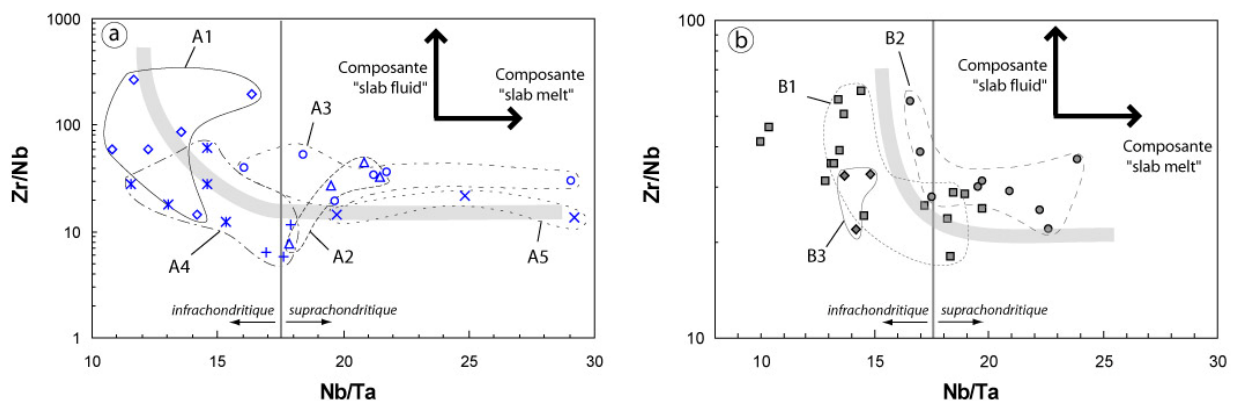 a
1000
100
10
1
Zr/Nb
A1
A3
A4
A2
A5
Composante
"slab fluid"
Composante
"slab melt"
infrachondritique
suprachondritique
10 15 20 25 30
Nb/Ta
b
100
10
Zr/Nb
B2
B1
B3
Composante
"slab fluid"
Composante
"slab melt"
infrachondritique
suprachondritique
10 15 20 25 30
Nb/Ta